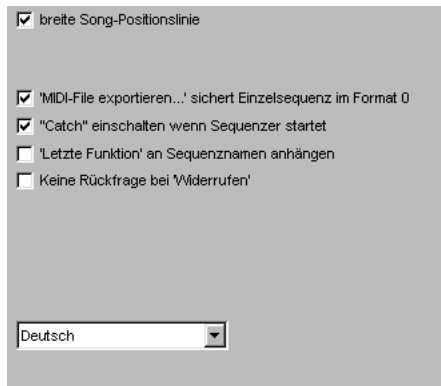 breite Song-Positionslinie
'MIDI-File exportieren...' sichert Einzelsequenz im Format 0
"Catch" einschalten wenn Sequenzer startet
'Letzte Funktion' an Sequenznamen anhängen
Keine Rückfrage bei 'Widerrufen'
Deutsch